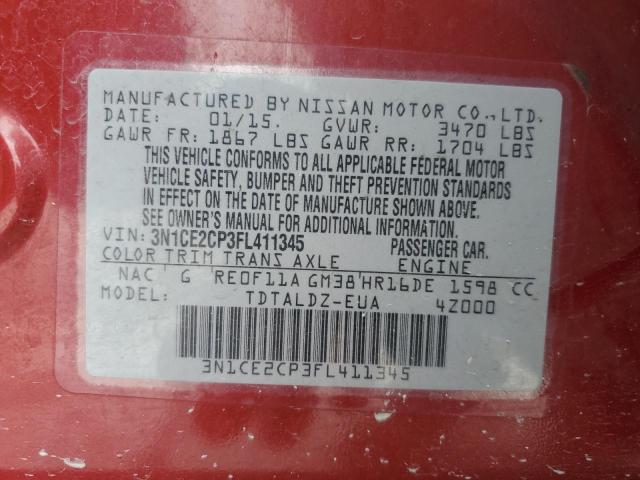 MANUFACTURED BY NISSAN MOTOR CO.,LTD.
DATE: 01/15. GVWR: 3470 LBS
GAWR FR: 1867 LBS GAWR RR: 1704 LBS
THIS VEHICLE CONFORMS TO ALL APPLICABLE FEDERAL MOTOR
VEHICLE SAFETY, BUMPER AND THEFT PREVENTION STANDARDS
IN EFFECT ON THE DATE OF MANUFACTURE SHOWN ABOVE.
SEE OWNER'S MANUAL FOR ADDITIONAL INFORMATION.
VIN: 3N1CE2CP3FL411345 PASSENGER CAR.
COLOR TRIM TRANS AXLE ENGINE
NAC G RE0F11A GM38 HR16DE 1598 CC
MODEL: TDTALDZ-EUA 4Z000
3N1CE2CP3FL411345